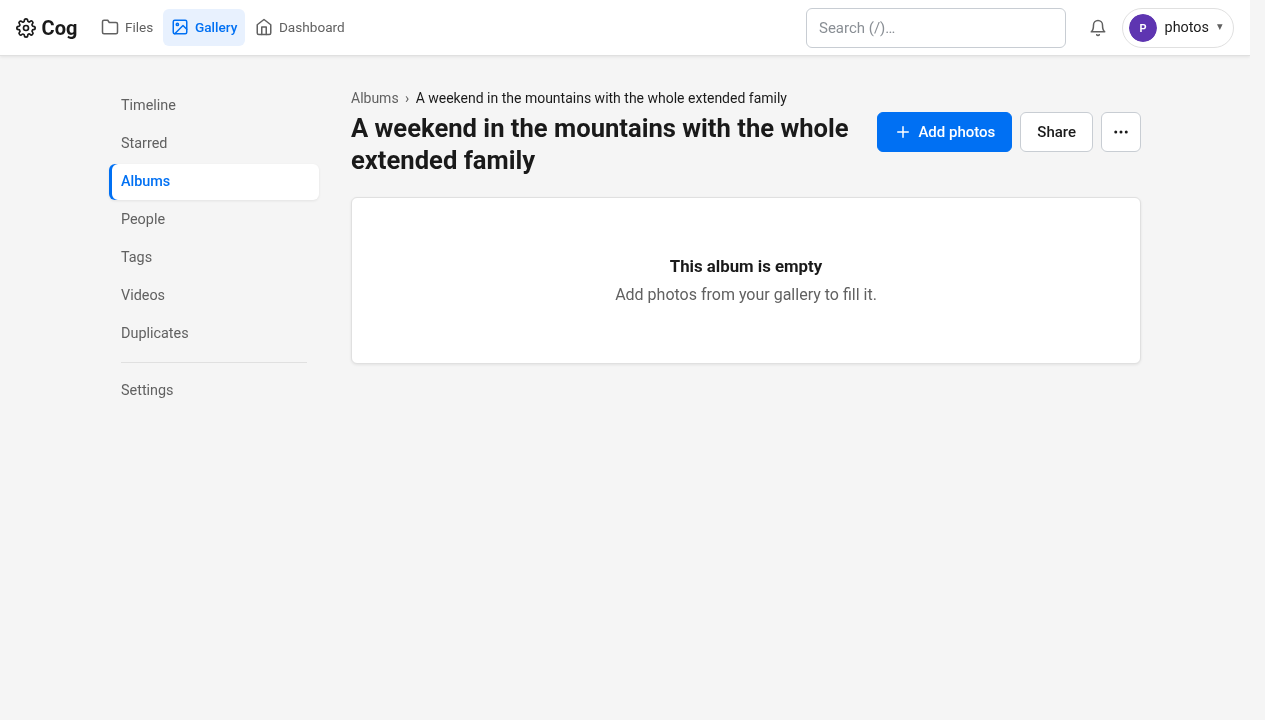 Cog
Files
Gallery
Dashboard
Search (/)...
P
photos
Timeline
Starred
Albums
People
Tags
Videos
Duplicates
Settings
Albums › A weekend in the mountains with the whole extended family
A weekend in the mountains with the whole
extended family
Add photos
Share
This album is empty
Add photos from your gallery to fill it.